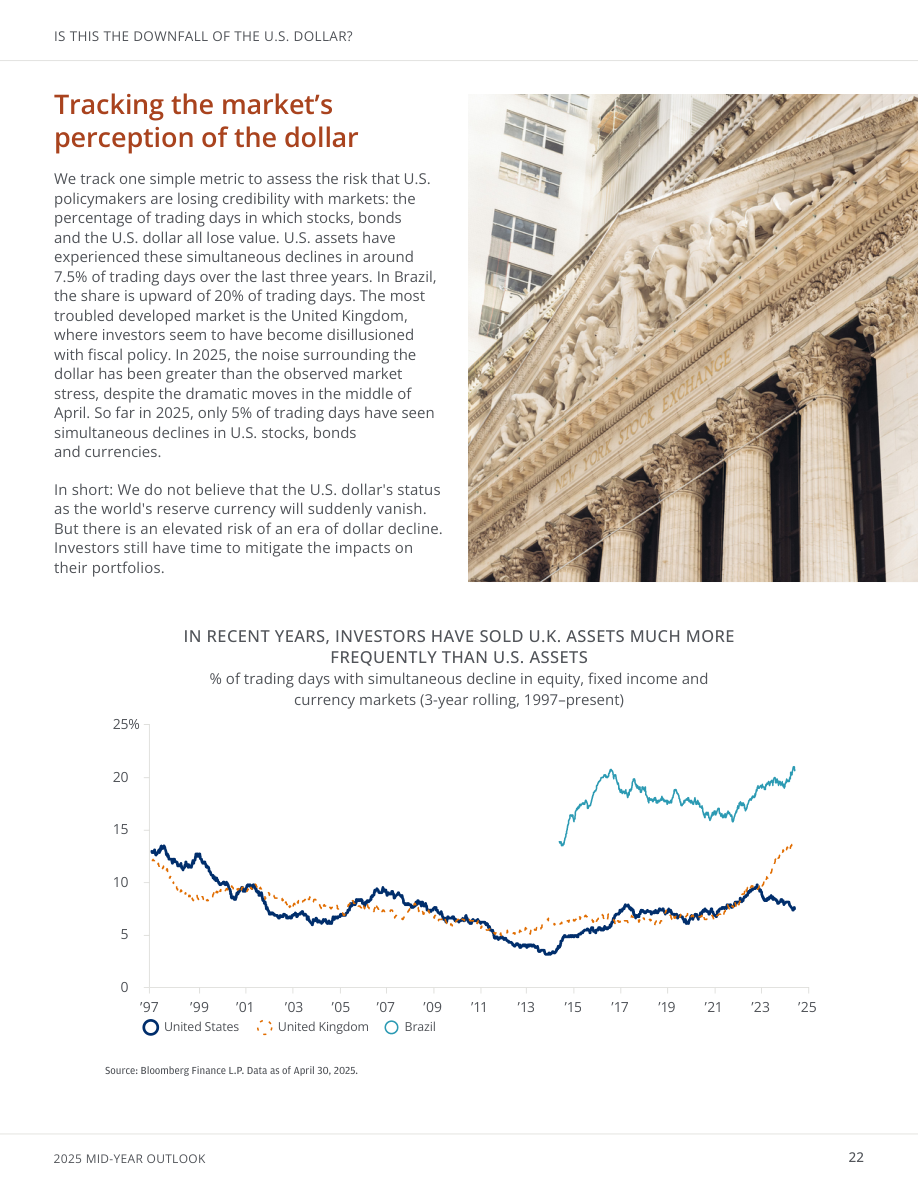 IS THIS THE DOWNFALL OF THE U.S. DOLLAR?
Tracking the market’s
perception of the dollar
We track one simple metric to assess the risk that U.S.
policymakers are losing credibility with markets: the
percentage of trading days in which stocks, bonds
and the U.S. dollar all lose value. U.S. assets have
experienced these simultaneous declines in around
7.5% of trading days over the last three years. In Brazil,
the share is upward of 20% of trading days. The most
troubled developed market is the United Kingdom,
where investors seem to have become disillusioned
with fiscal policy. In 2025, the noise surrounding the
dollar has been greater than the observed market
stress, despite the dramatic moves in the middle of
April. So far in 2025, only 5% of trading days have seen
simultaneous declines in U.S. stocks, bonds
and currencies.
In short: We do not believe that the U.S. dollar's status
as the world's reserve currency will suddenly vanish.
But there is an elevated risk of an era of dollar decline.
Investors still have time to mitigate the impacts on
their portfolios.
NEW YORK STOCK EXCHANGE
IN RECENT YEARS, INVESTORS HAVE SOLD U.K. ASSETS MUCH MORE
FREQUENTLY THAN U.S. ASSETS
% of trading days with simultaneous decline in equity, fixed income and
currency markets (3-year rolling, 1997–present)
25%
20
15
10
5
0
’97 ’99 ’01 ’03 ’05 ’07 ’09 ’11 ’13 ’15 ’17 ’19 ’21 ’23 ’25
United States United Kingdom Brazil
Source: Bloomberg Finance L.P. Data as of April 30, 2025.
2025 MID-YEAR OUTLOOK 22